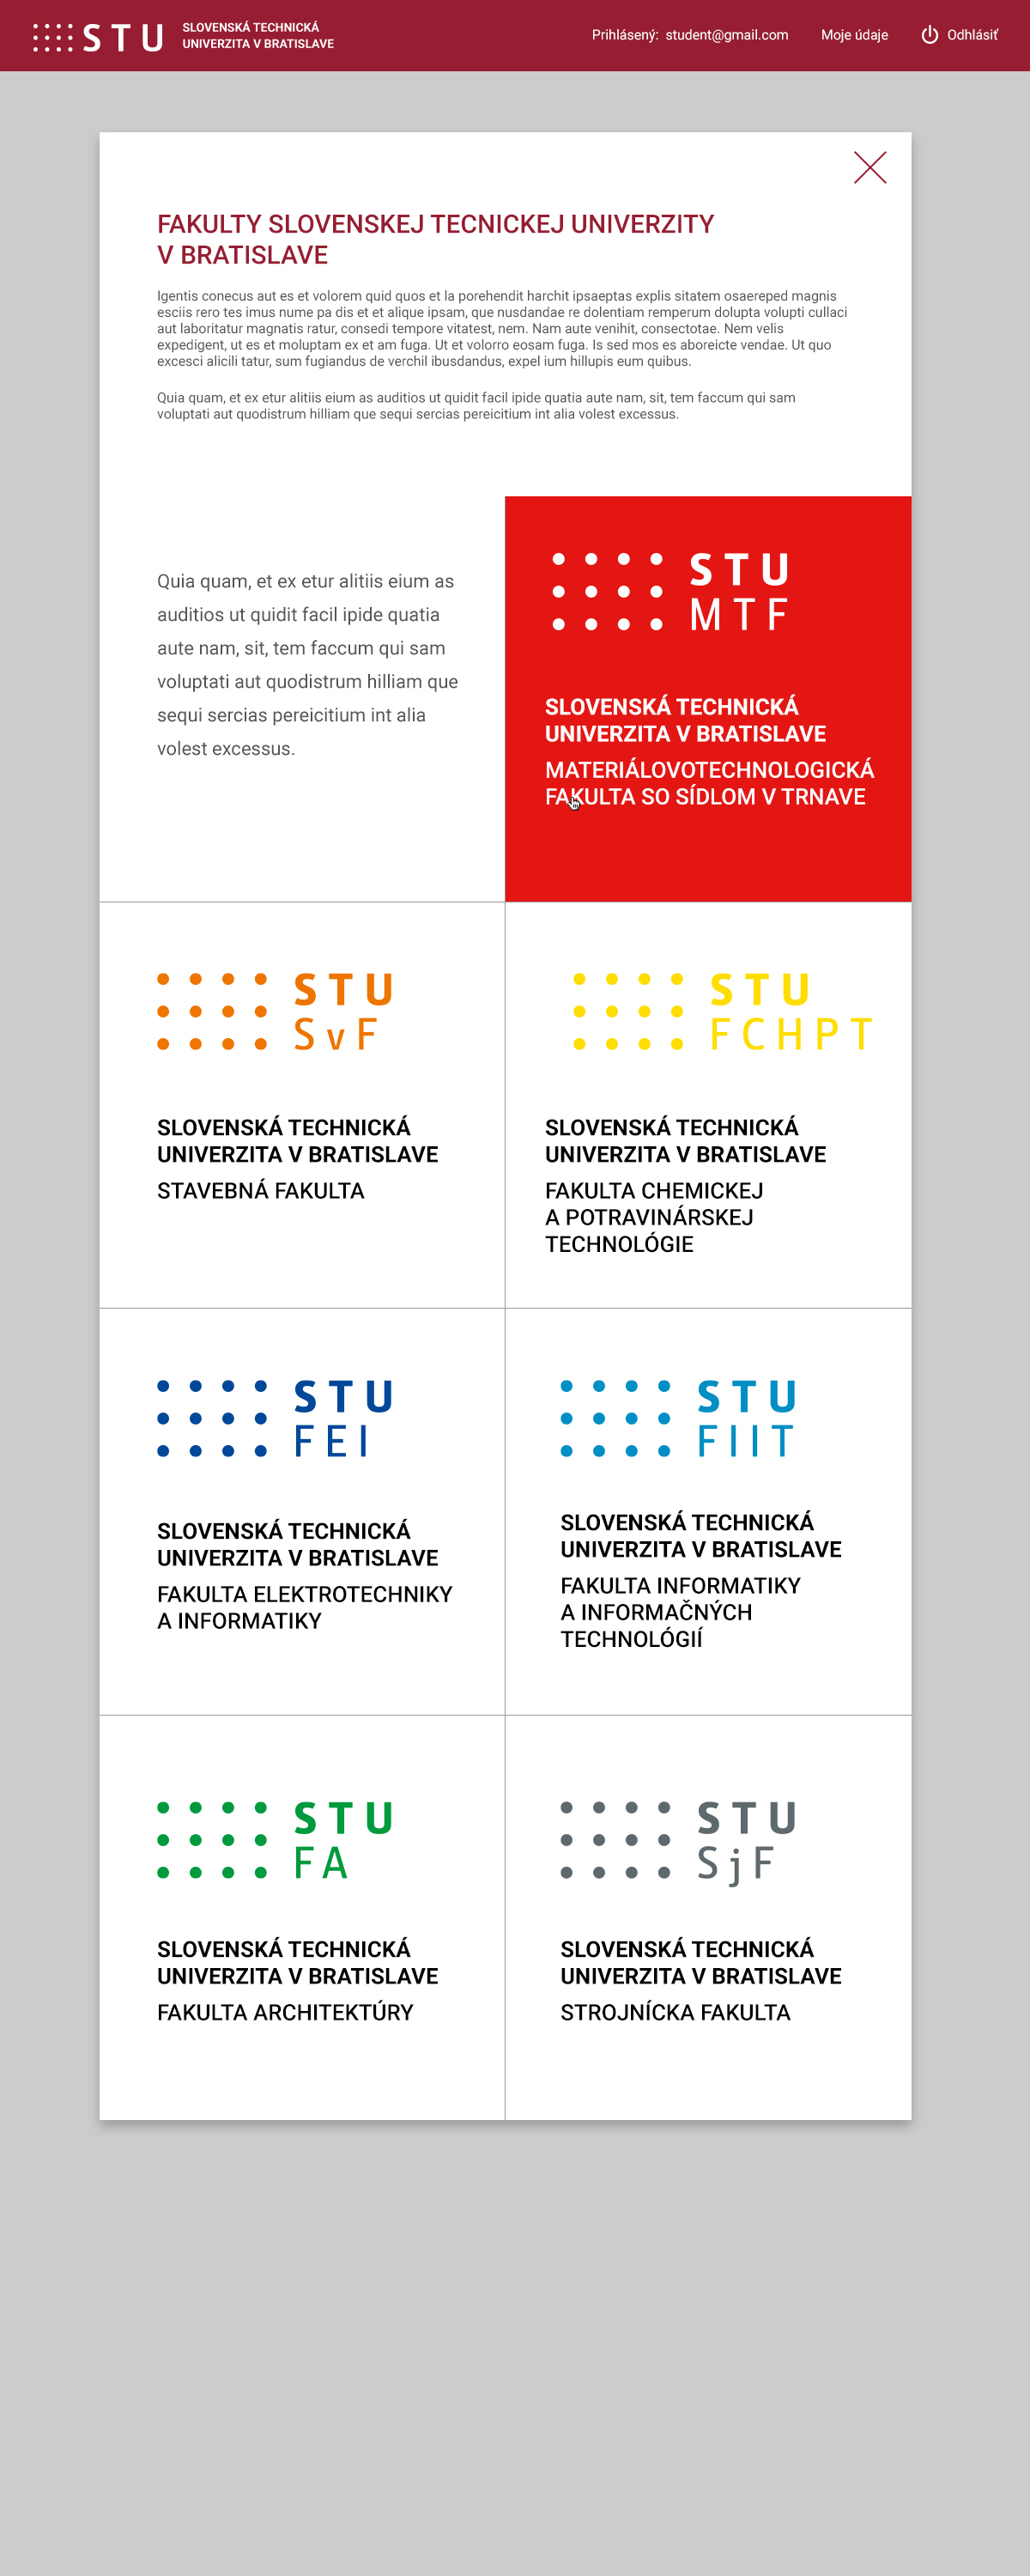 STU
SLOVENSKÁ TECHNICKÁ
UNIVERZITA V BRATISLAVE
Prihlásený: student@gmail.com
Moje údaje
Odhlásiť
FAKULTY SLOVENSKEJ TECNICKEJ UNIVERZITY
V BRATISLAVE
Igentis conecus aut es et volorem quid quos et la porehendit harchit ipsaeptas explis sitatem osaereped magnis
esciis rero tes imus nume pa dis et et alique ipsam, que nusdandae re dolentiam remperum dolupta volupti cullaci
aut laboritatur magnatis ratur, consedi tempore vitatest, nem. Nam aute venihit, consectotae. Nem velis
expedigent, ut es et moluptam ex et am fuga. Ut et volorro eosam fuga. Is sed mos es aboreicte vendae. Ut quo
excesci alicili tatur, sum fugiandus de verchil ibusdandus, expel ium hillupis eum quibus.
Quia quam, et ex etur alitiis eium as auditios ut quidit facil ipide quatia aute nam, sit, tem faccum qui sam
voluptati aut quodistrum hilliam que sequi sercias pereicitium int alia volest excessus.
Quia quam, et ex etur alitiis eium as
auditios ut quidit facil ipide quatia
aute nam, sit, tem faccum qui sam
voluptati aut quodistrum hilliam que
sequi sercias pereicitium int alia
volest excessus.
STU
MTF
SLOVENSKÁ TECHNICKÁ
UNIVERZITA V BRATISLAVE
MATERIÁLOVOTECHNOLOGICKÁ
FAKULTA SO SÍDLOM V TRNAVE
STU
SvF
SLOVENSKÁ TECHNICKÁ
UNIVERZITA V BRATISLAVE
STAVEBNÁ FAKULTA
STU
FCHPT
SLOVENSKÁ TECHNICKÁ
UNIVERZITA V BRATISLAVE
FAKULTA CHEMICKEJ
A POTRAVINÁRSKEJ
TECHNOLÓGIE
STU
FEI
SLOVENSKÁ TECHNICKÁ
UNIVERZITA V BRATISLAVE
FAKULTA ELEKTROTECHNIKY
A INFORMATIKY
STU
FIIT
SLOVENSKÁ TECHNICKÁ
UNIVERZITA V BRATISLAVE
FAKULTA INFORMATIKY
A INFORMAČNÝCH
TECHNOLÓGIÍ
STU
FA
SLOVENSKÁ TECHNICKÁ
UNIVERZITA V BRATISLAVE
FAKULTA ARCHITEKTÚRY
STU
SjF
SLOVENSKÁ TECHNICKÁ
UNIVERZITA V BRATISLAVE
STROJNÍCKA FAKULTA